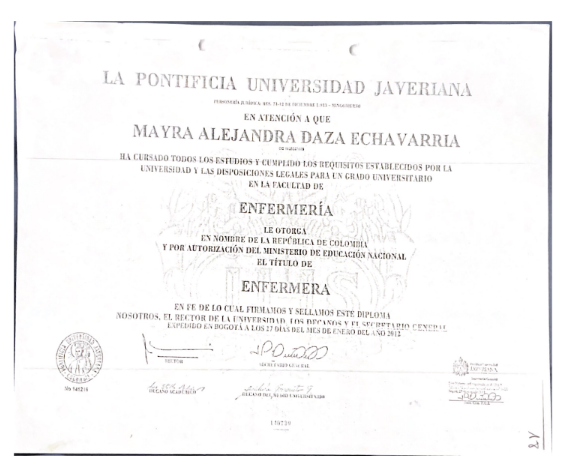 LA PONTIFICIA UNIVERSIDAD JAVERIANA
EN ATENCIÓN A QUE
MAYRA ALEJANDRA DAZA ECHAVARRIA
HA CURSADO TODOS LOS ESTUDIOS Y CUMPLIDO LOS REQUISITOS ESTABLECIDOS POR LA
UNIVERSIDAD Y LAS DISPOSICIONES LEGALES PARA UN GRADO UNIVERSITARIO
EN LA FACULTAD DE
ENFERMERÍA
LE OTORGA
EN NOMBRE DE LA REPÚBLICA DE COLOMBIA
Y POR AUTORIZACIÓN DEL MINISTERIO DE EDUCACIÓN NACIONAL
EL TÍTULO DE
ENFERMERA
EN FE DE LO CUAL FIRMAMOS Y SELLAMOS ESTE DIPLOMA
NOSOTROS, EL RECTOR DE LA UNIVERSIDAD, LOS DECANOS Y EL SECRETARIO GENERAL
EXPEDIDO EN BOGOTÁ A LOS 27 DÍAS DEL MES DE ENERO DEL AÑO 2012
RECTOR
SECRETARIO GENERAL
DECANO ACADÉMICO